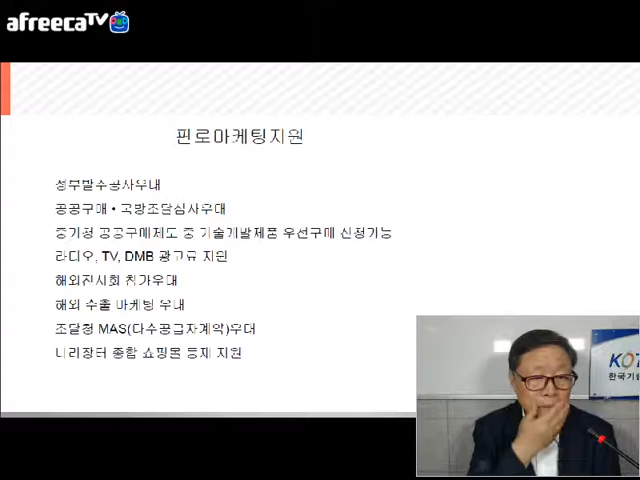 afreecaTV
판로마케팅지원
정부발주공사우대
공공구매 • 국방조달심사우대
중기청 공공구매제도 중 기술개발제품 우선구매 신청가능
라디오, TV, DMB 광고료 지원
해외전시회 참가우대
해외 수출 마케팅 우대
조달청 MAS(다수공급자계약)우대
나라장터 종합 쇼핑몰 등재 지원
한국기술